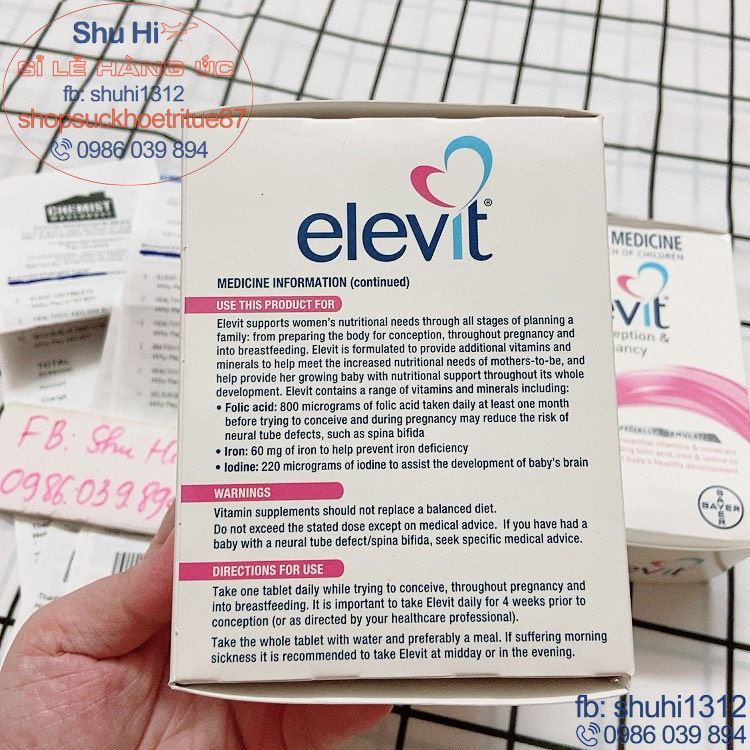 Shu Hi
SỈ LẺ HÀNG ÚC
fb: shuhi1312
shopsuckhoetritue87
0986 039 894
CHEMIST
elevit®
MEDICINE INFORMATION (continued)
USE THIS PRODUCT FOR
Elevit supports women's nutritional needs through all stages of planning a
family: from preparing the body for conception, throughout pregnancy and
into breastfeeding. Elevit is formulated to provide additional vitamins and
minerals to help meet the increased nutritional needs of mothers-to-be, and
help provide her growing baby with nutritional support throughout its whole
development. Elevit contains a range of vitamins and minerals including:
• Folic acid: 800 micrograms of folic acid taken daily at least one month
before trying to conceive and during pregnancy may reduce the risk of
neural tube defects, such as spina bifida
• Iron: 60 mg of iron to help prevent iron deficiency
• Iodine: 220 micrograms of iodine to assist the development of baby's brain
WARNINGS
Vitamin supplements should not replace a balanced diet.
Do not exceed the stated dose except on medical advice. If you have had a
baby with a neural tube defect/spina bifida, seek specific medical advice.
DIRECTIONS FOR USE
Take one tablet daily while trying to conceive, throughout pregnancy and
into breastfeeding. It is important to take Elevit daily for 4 weeks prior to
conception (or as directed by your healthcare professional).
Take the whole tablet with water and preferably a meal. If suffering morning
sickness it is recommended to take Elevit at midday or in the evening.
MEDICINE
OF CHILDREN
vit
eption &
ancy
BAYER
FB: Shu Hi
0986.039.894
TOTAL
fb: shuhi1312
0986 039 894